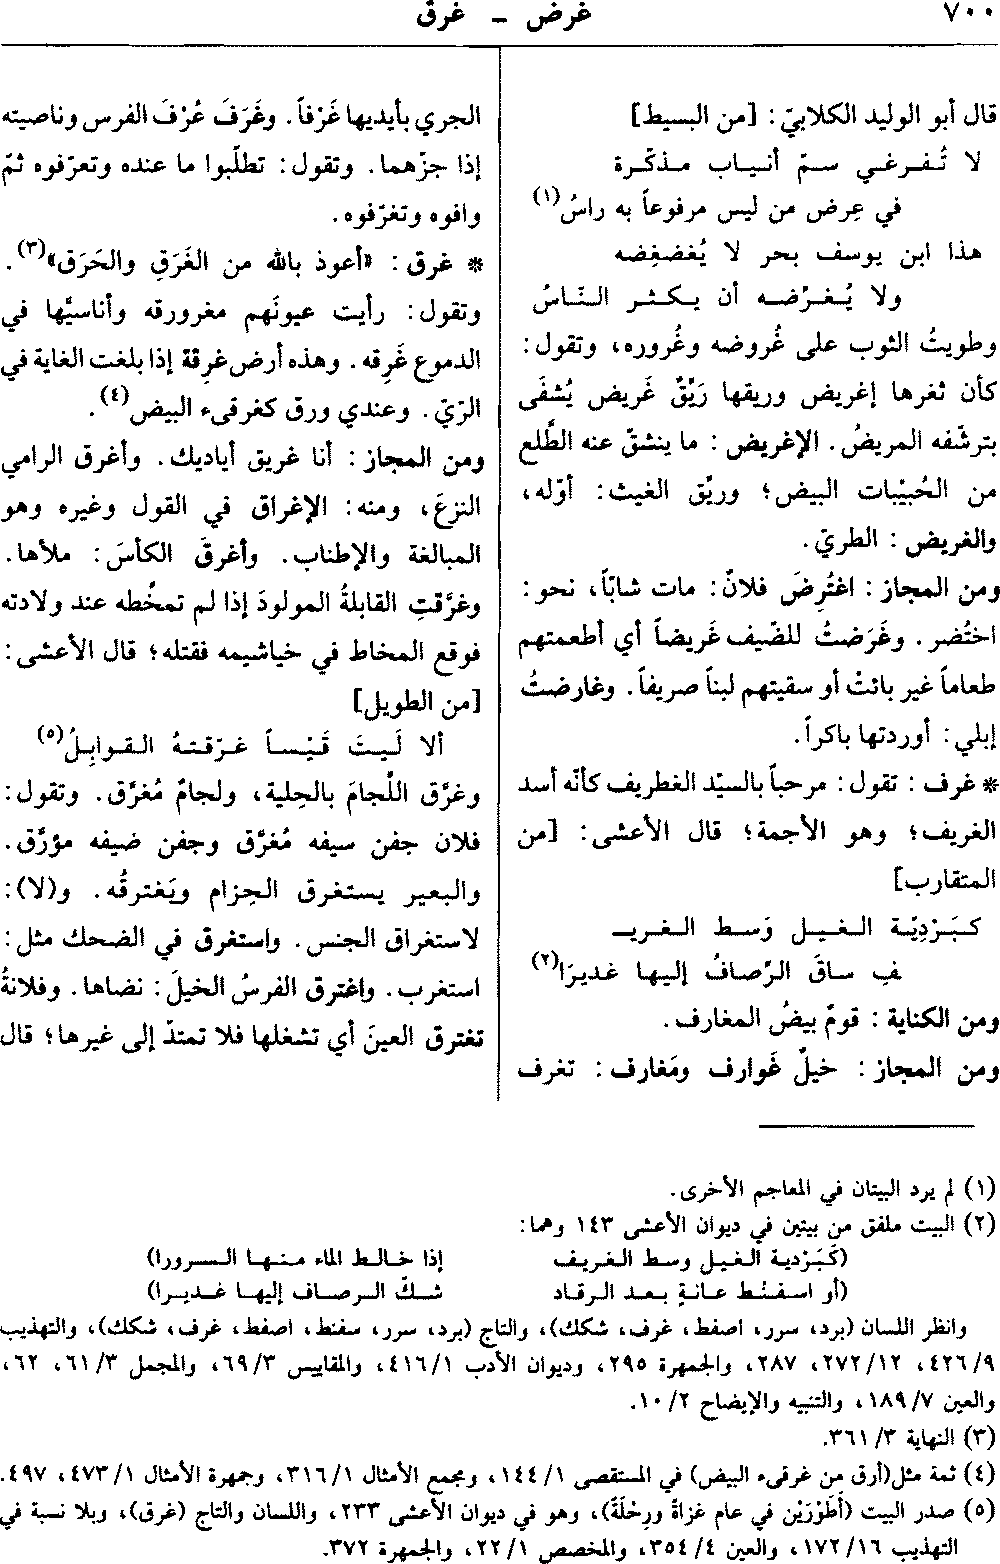 ٧٠٠
غرض - غرق
قال أبو الوليد الكلابيّ: [من البسيط]
لا تُفرغي سمّ أنياب مذكّرة
في عِرض من ليس مرفوعاً به راسُ(١)
هذا ابن يوسف بحر لا يُغضغِضه
ولا يُغرّضه أن يكثر النّاسُ
وطويتُ الثوب على غُروضه وغُروره، وتقول:
كأن ثغرها إغريض وريقها رَيِّقٌ غَريض يُشفَى
بترشّفه المريضُ. الإغريض: ما ينشقّ عنه الطَّلع
من الحُبيْبات البيض؛ وريِّق الغيث: أوّله،
والغريض: الطريّ.
ومن المجاز: اغتُرِضَ فلانٌ: مات شابّاً، نحو:
اختُضر. وغَرَضتُ للضّيف غَريضاً أي أطعمتهم
طعاماً غير بائتْ أو سقيتهم لبناً صريفاً. وغارضتُ
إبلي: أوردتها باكراً.
* غرف: تقول: مرحباً بالسيّد الغطريف كأنّه أسد
الغريف؛ وهو الأجمة؛ قال الأعشى: [من
المتقارب]
كبَرْدِيّة الغيل وَسط الغريـ
ـفِ ساقَ الرِّصافُ إليها غديرَا(٢)
ومن الكناية: قومٌ بيضُ المغارف.
ومن المجاز: خيلٌ غَوارف ومَغارف: تغرف
الجري بأيديها غَرْفاً. وغَرَفَ عُرْفَ الفرس وناصيته
إذا جزّهما. وتقول: تطلّبوا ما عنده وتعرّفوه ثمّ
وافوه وتغرّفوه.
* غرق: «أعوذ بالله من الغَرَقِ والحَرَق»(٣).
وتقول: رأيت عيونَهم مغرورقه وأناسيَّها في
الدموع غَرِقه. وهذه أرض غرِقة إذا بلغت الغاية في
الرّيّ. وعندي ورق كغرقىء البيض(٤).
ومن المجاز: أنا غريق أياديك. وأغرق الرامي
النزعَ، ومنه: الإغراق في القول وغيره وهو
المبالغة والإطناب. وأغرقَ الكأسَ: ملأها.
وغرَّقتِ القابلةُ المولودَ إذا لم تمخُطه عند ولادته
فوقع المخاط في خياشيمه فقتله؛ قال الأعشى:
[من الطويل]
ألا لَيتَ قَيْساً غرّقتهُ القوابِلُ(٥)
وغرَّق اللِّجامَ بالحِلية، ولجامٌ مُغرَّق. وتقول:
فلان جفن سيفه مُغرَّق وجفن ضيفه مؤرَّق.
والبعير يستغرق الحِزام ويَغترقُه. و(لا):
لاستغراق الجنس. واستغرق في الضحك مثل:
استغرب. واغترق الفرسُ الخيلَ: نضاها. وفلانةُ
تغترق العينَ أي تشغلها فلا تمتدّ إلى غيرها؛ قال
(١) لم يرد البيتان في المعاجم الأخرى.
(٢) البيت ملفق من بيتين في ديوان الأعشى ١٤٣ وهما:
(كَبَرْدية الغيل وسط الغريف إذا خالط الماء منها السرورا)
(أو اسفنْط عانةٍ بعد الرقاد شكّ الرصاف إليها غديرا)
وانظر اللسان (برد، سرر، اصفط، غرف، شكك)، والتاج (برد، سرر، سفنط، اصفط، غرف، شكك)، والتهذيب
٤٢٦/٩، ٢٧٢/١٢، ٢٨٧، والجمهرة ٢٩٥، وديوان الأدب ٤١٦/١، والمقاييس ٦٩/٣، والمجمل ٦١/٣، ٦٢،
والعين ١٨٩/٧، والتنبيه والإيضاح ١٠/٢.
(٣) النهاية ٣٦١/٣.
(٤) ثمة مثل(أرق من غرقىء البيض) في المستقصى ١٤٤/١، ومجمع الأمثال ٣١٦/١، وجمهرة الأمثال ٤٧٣/١، ٤٩٧.
(٥) صدر البيت (أَطَوْرَيْن في عام غزاةً ورِحْلَةً)، وهو في ديوان الأعشى ٢٣٣، واللسان والتاج (غرق)، وبلا نسبة في
التهذيب ١٧٢/١٦، والعين ٣٥٤/٤، والمخصص ٢٢/١، والجمهرة ٣٧٢.